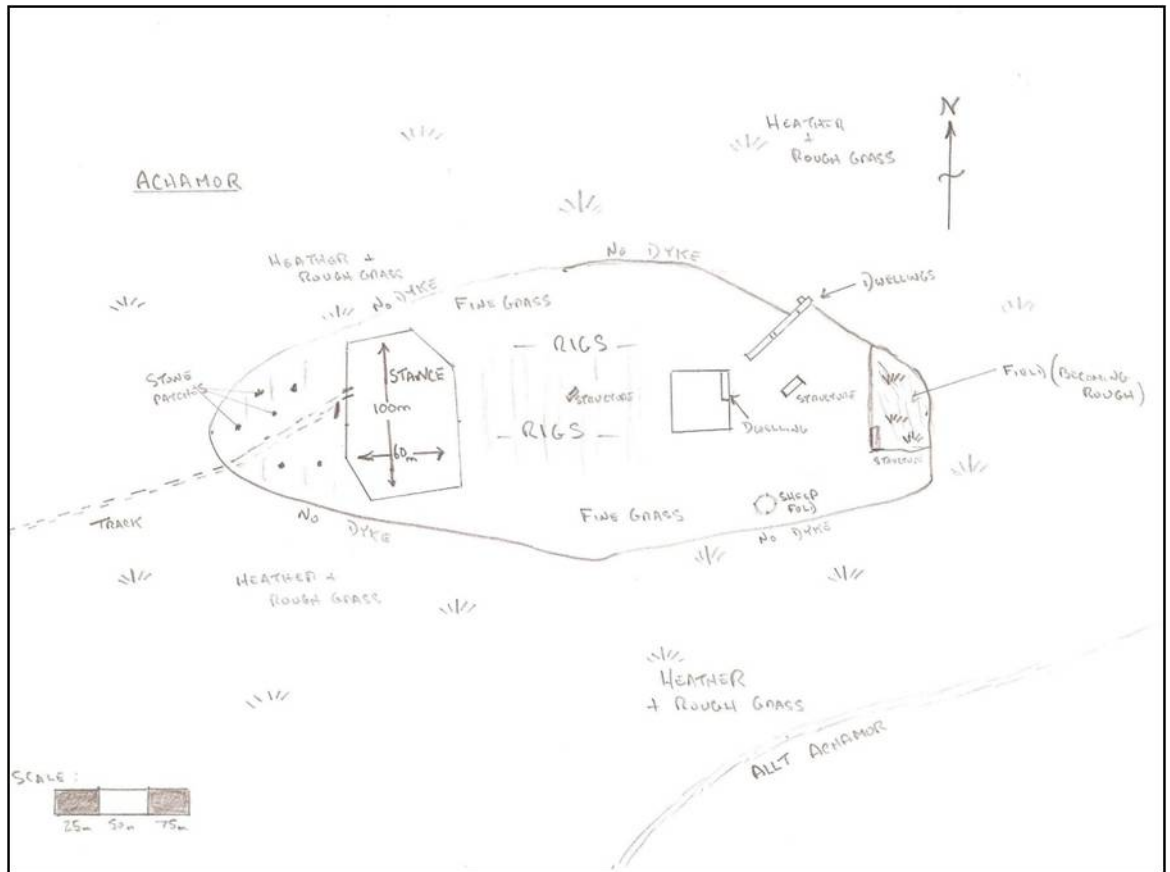 N
HEATHER
+
ROUGH GRASS
ACHAMOR
HEATHER +
ROUGH GRASS
NO DYKE
NO DYKE
FINE GRASS
DWELLINGS
STONE
PATCHES
STANCE
100m
60m
RIGS
STRUCTURE
RIGS
DWELLING
STRUCTURE
FIELD (BECOMING
ROUGH)
STRUCTURE
SHEEP
FOLD
FINE GRASS
NO DYKE
TRACK
NO DYKE
HEATHER +
ROUGH GRASS
HEATHER
+ ROUGH GRASS
ALLT ACHAMOR
SCALE:
25m 50m 75m